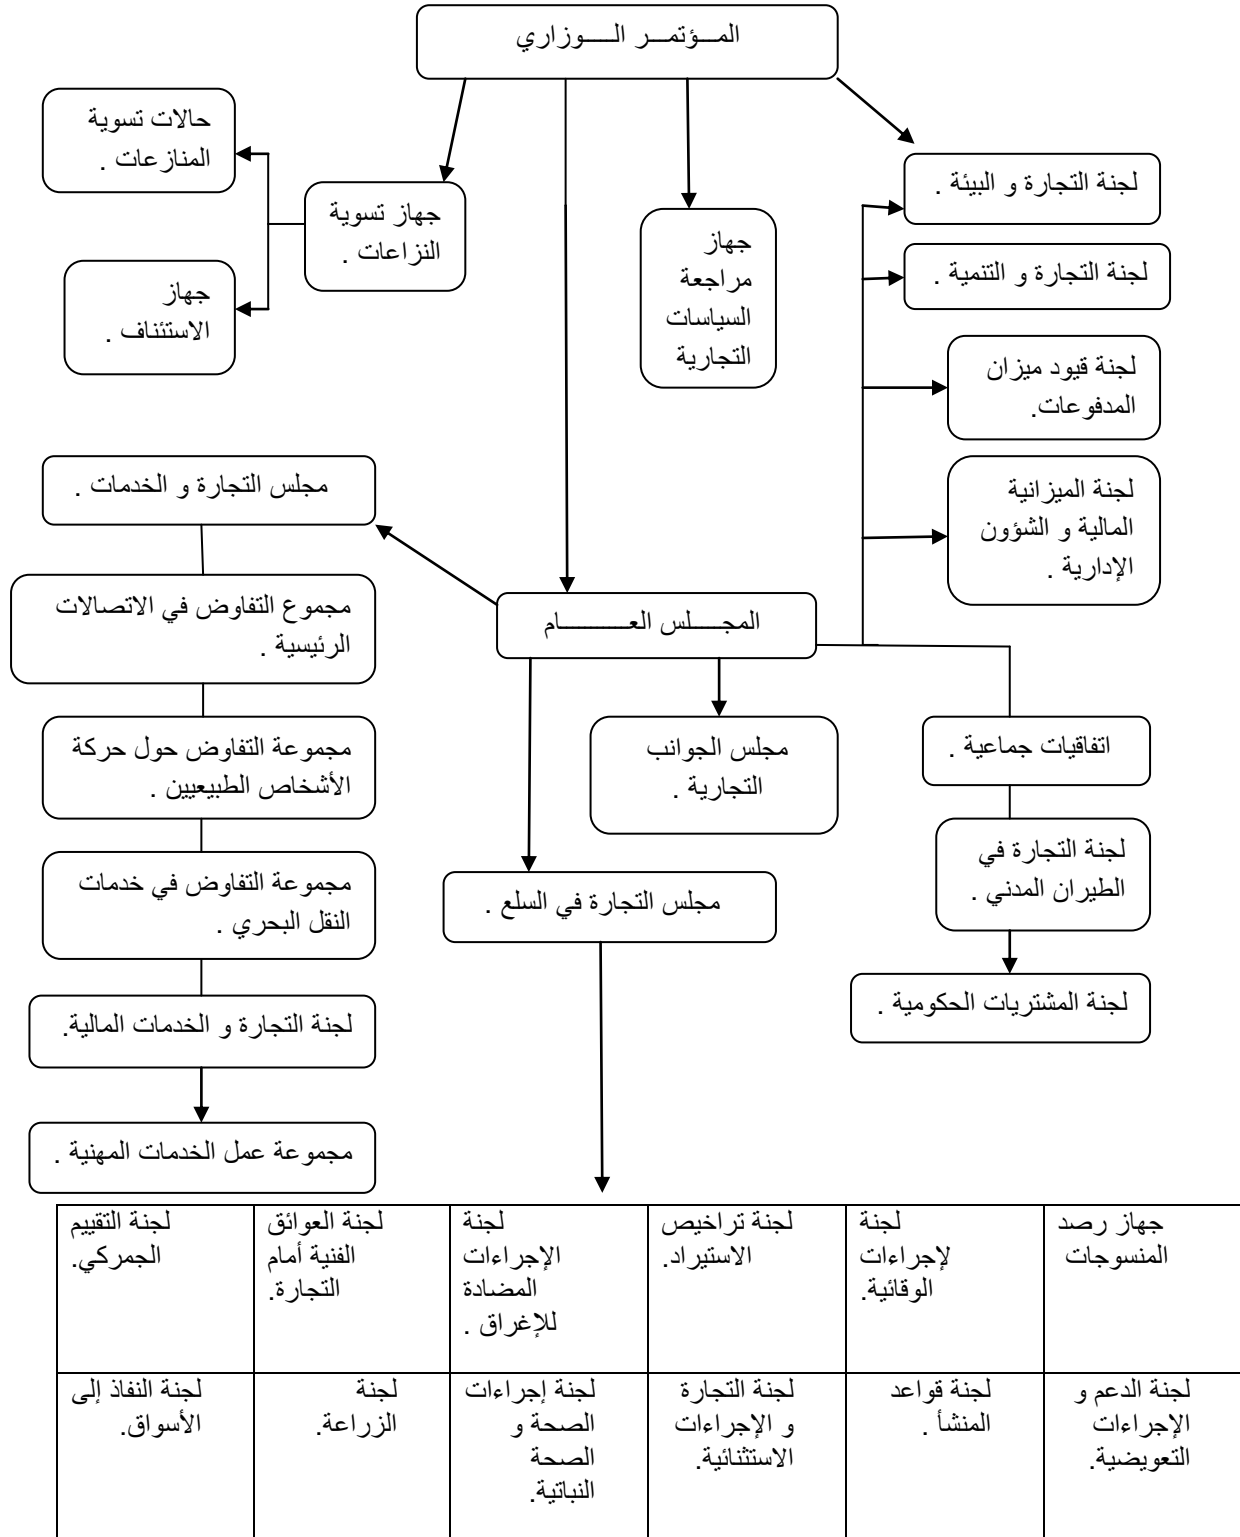 المـــؤتمـــر الـــــوزاري
حالات تسوية
المنازعات .
لجنة التجارة و البيئة .
جهاز تسوية
النزاعات .
جهاز
مراجعة
السياسات
التجارية
لجنة التجارة و التنمية .
جهاز
الاستئناف .
لجنة قيود ميزان
المدفوعات.
مجلس التجارة و الخدمات .
لجنة الميزانية
المالية و الشؤون
الإدارية .
مجموع التفاوض في الاتصالات
الرئيسية .
المجـــــلس العــــــــــام
مجموعة التفاوض حول حركة
الأشخاص الطبيعيين .
مجلس الجوانب
التجارية .
اتفاقيات جماعية .
لجنة التجارة في
الطيران المدني .
مجموعة التفاوض في خدمات
النقل البحري .
مجلس التجارة في السلع .
لجنة المشتريات الحكومية .
لجنة التجارة و الخدمات المالية.
مجموعة عمل الخدمات المهنية .
جهاز رصد
المنسوجات
لجنة
لإجراءات
الوقائية.
لجنة تراخيص
الاستيراد.
لجنة
الإجراءات
المضادة
للإغراق .
لجنة العوائق
الفنية أمام
التجارة.
لجنة التقييم
الجمركي.
لجنة الدعم و
الإجراءات
التعويضية.
لجنة قواعد
المنشأ .
لجنة التجارة
و الإجراءات
الاستثنائية.
لجنة إجراءات
الصحة و
الصحة
النباتية.
لجنة
الزراعة.
لجنة النفاذ إلى
الأسواق.